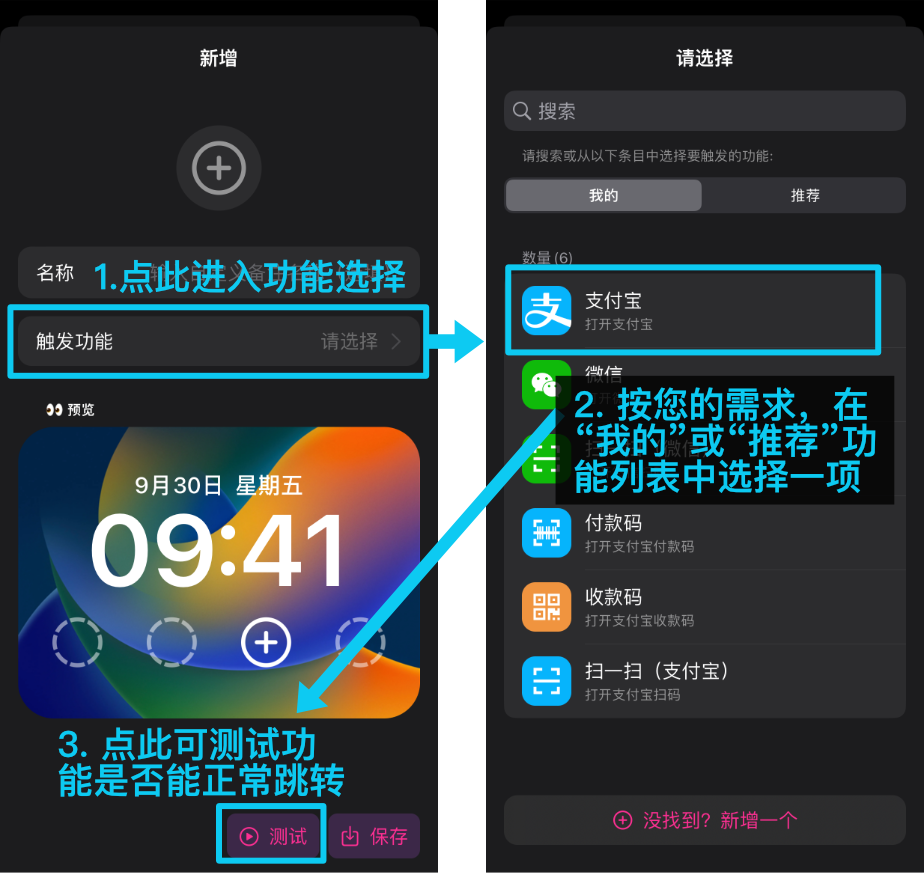 新增
名称
1.点此进入功能选择
触发功能
请选择
预览
9月30日 星期五
09:41
3. 点此可测试功
能是否能正常跳转
测试
保存
请选择
搜索
请搜索或从以下条目中选择要触发的功能:
我的
推荐
数量 (6)
支付宝
打开支付宝
微信
2. 按您的需求，在
“我的”或“推荐”功
能列表中选择一项
付款码
打开支付宝付款码
收款码
打开支付宝收款码
扫一扫（支付宝）
打开支付宝扫码
没找到? 新增一个